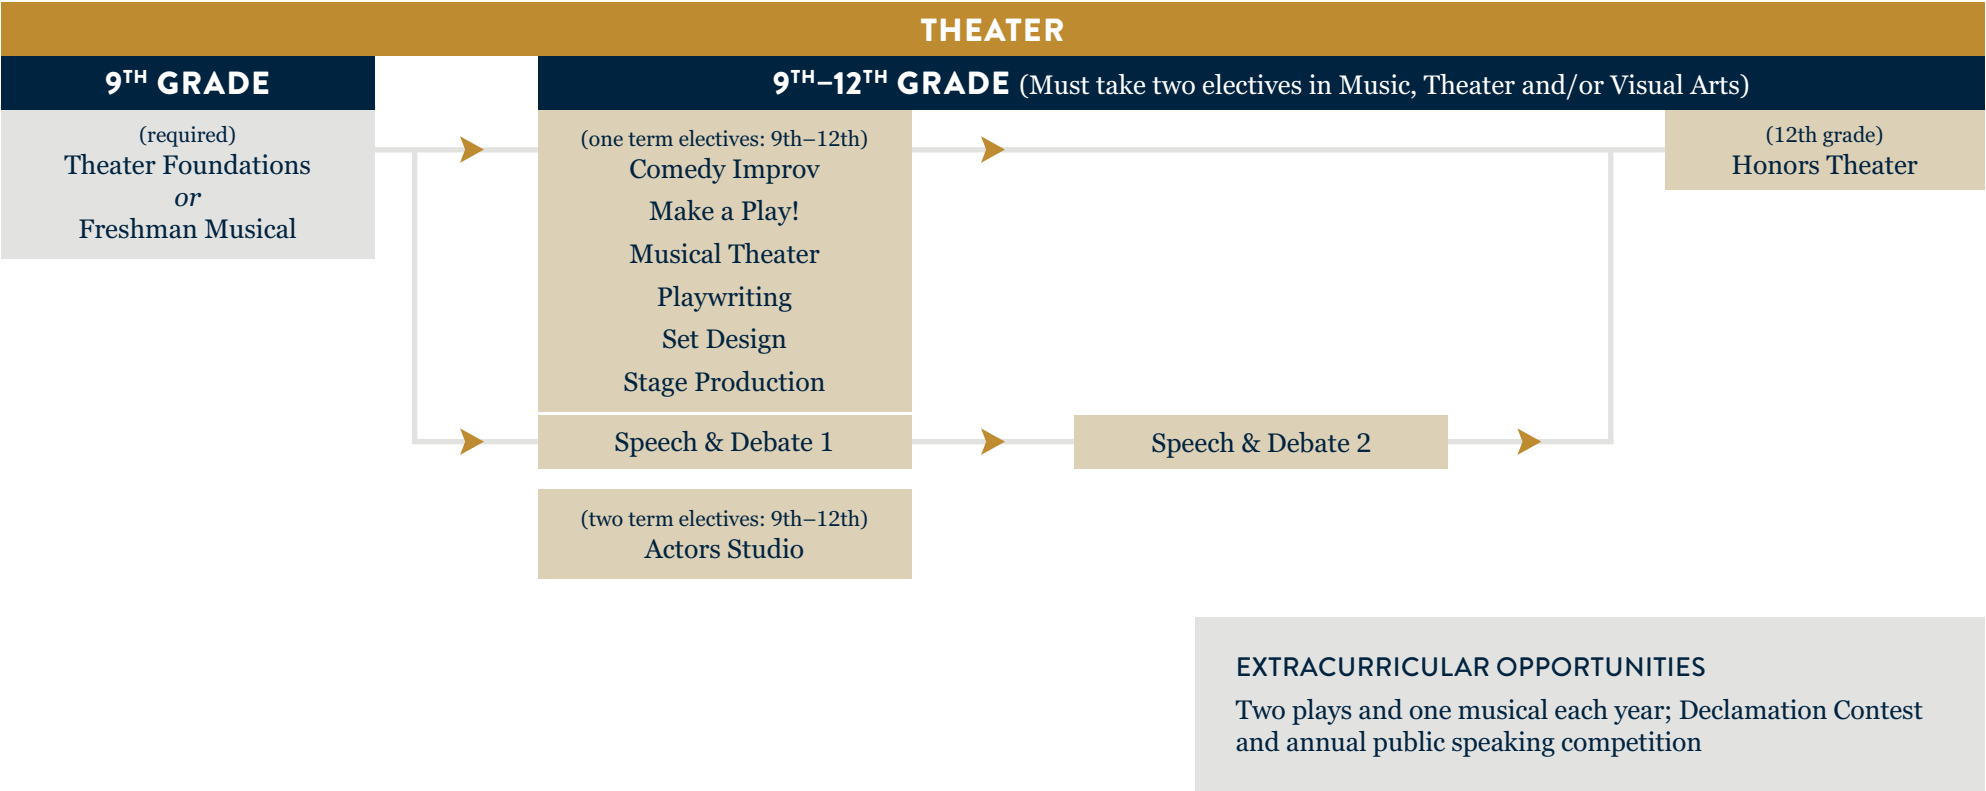 THEATER
9TH GRADE
(required)
Theater Foundations
or
Freshman Musical
9TH–12TH GRADE (Must take two electives in Music, Theater and/or Visual Arts)
(one term electives: 9th–12th)
Comedy Improv
Make a Play!
Musical Theater
Playwriting
Set Design
Stage Production
Speech & Debate 1
Speech & Debate 2
(two term electives: 9th–12th)
Actors Studio
(12th grade)
Honors Theater
EXTRACURRICULAR OPPORTUNITIES
Two plays and one musical each year; Declamation Contest
and annual public speaking competition